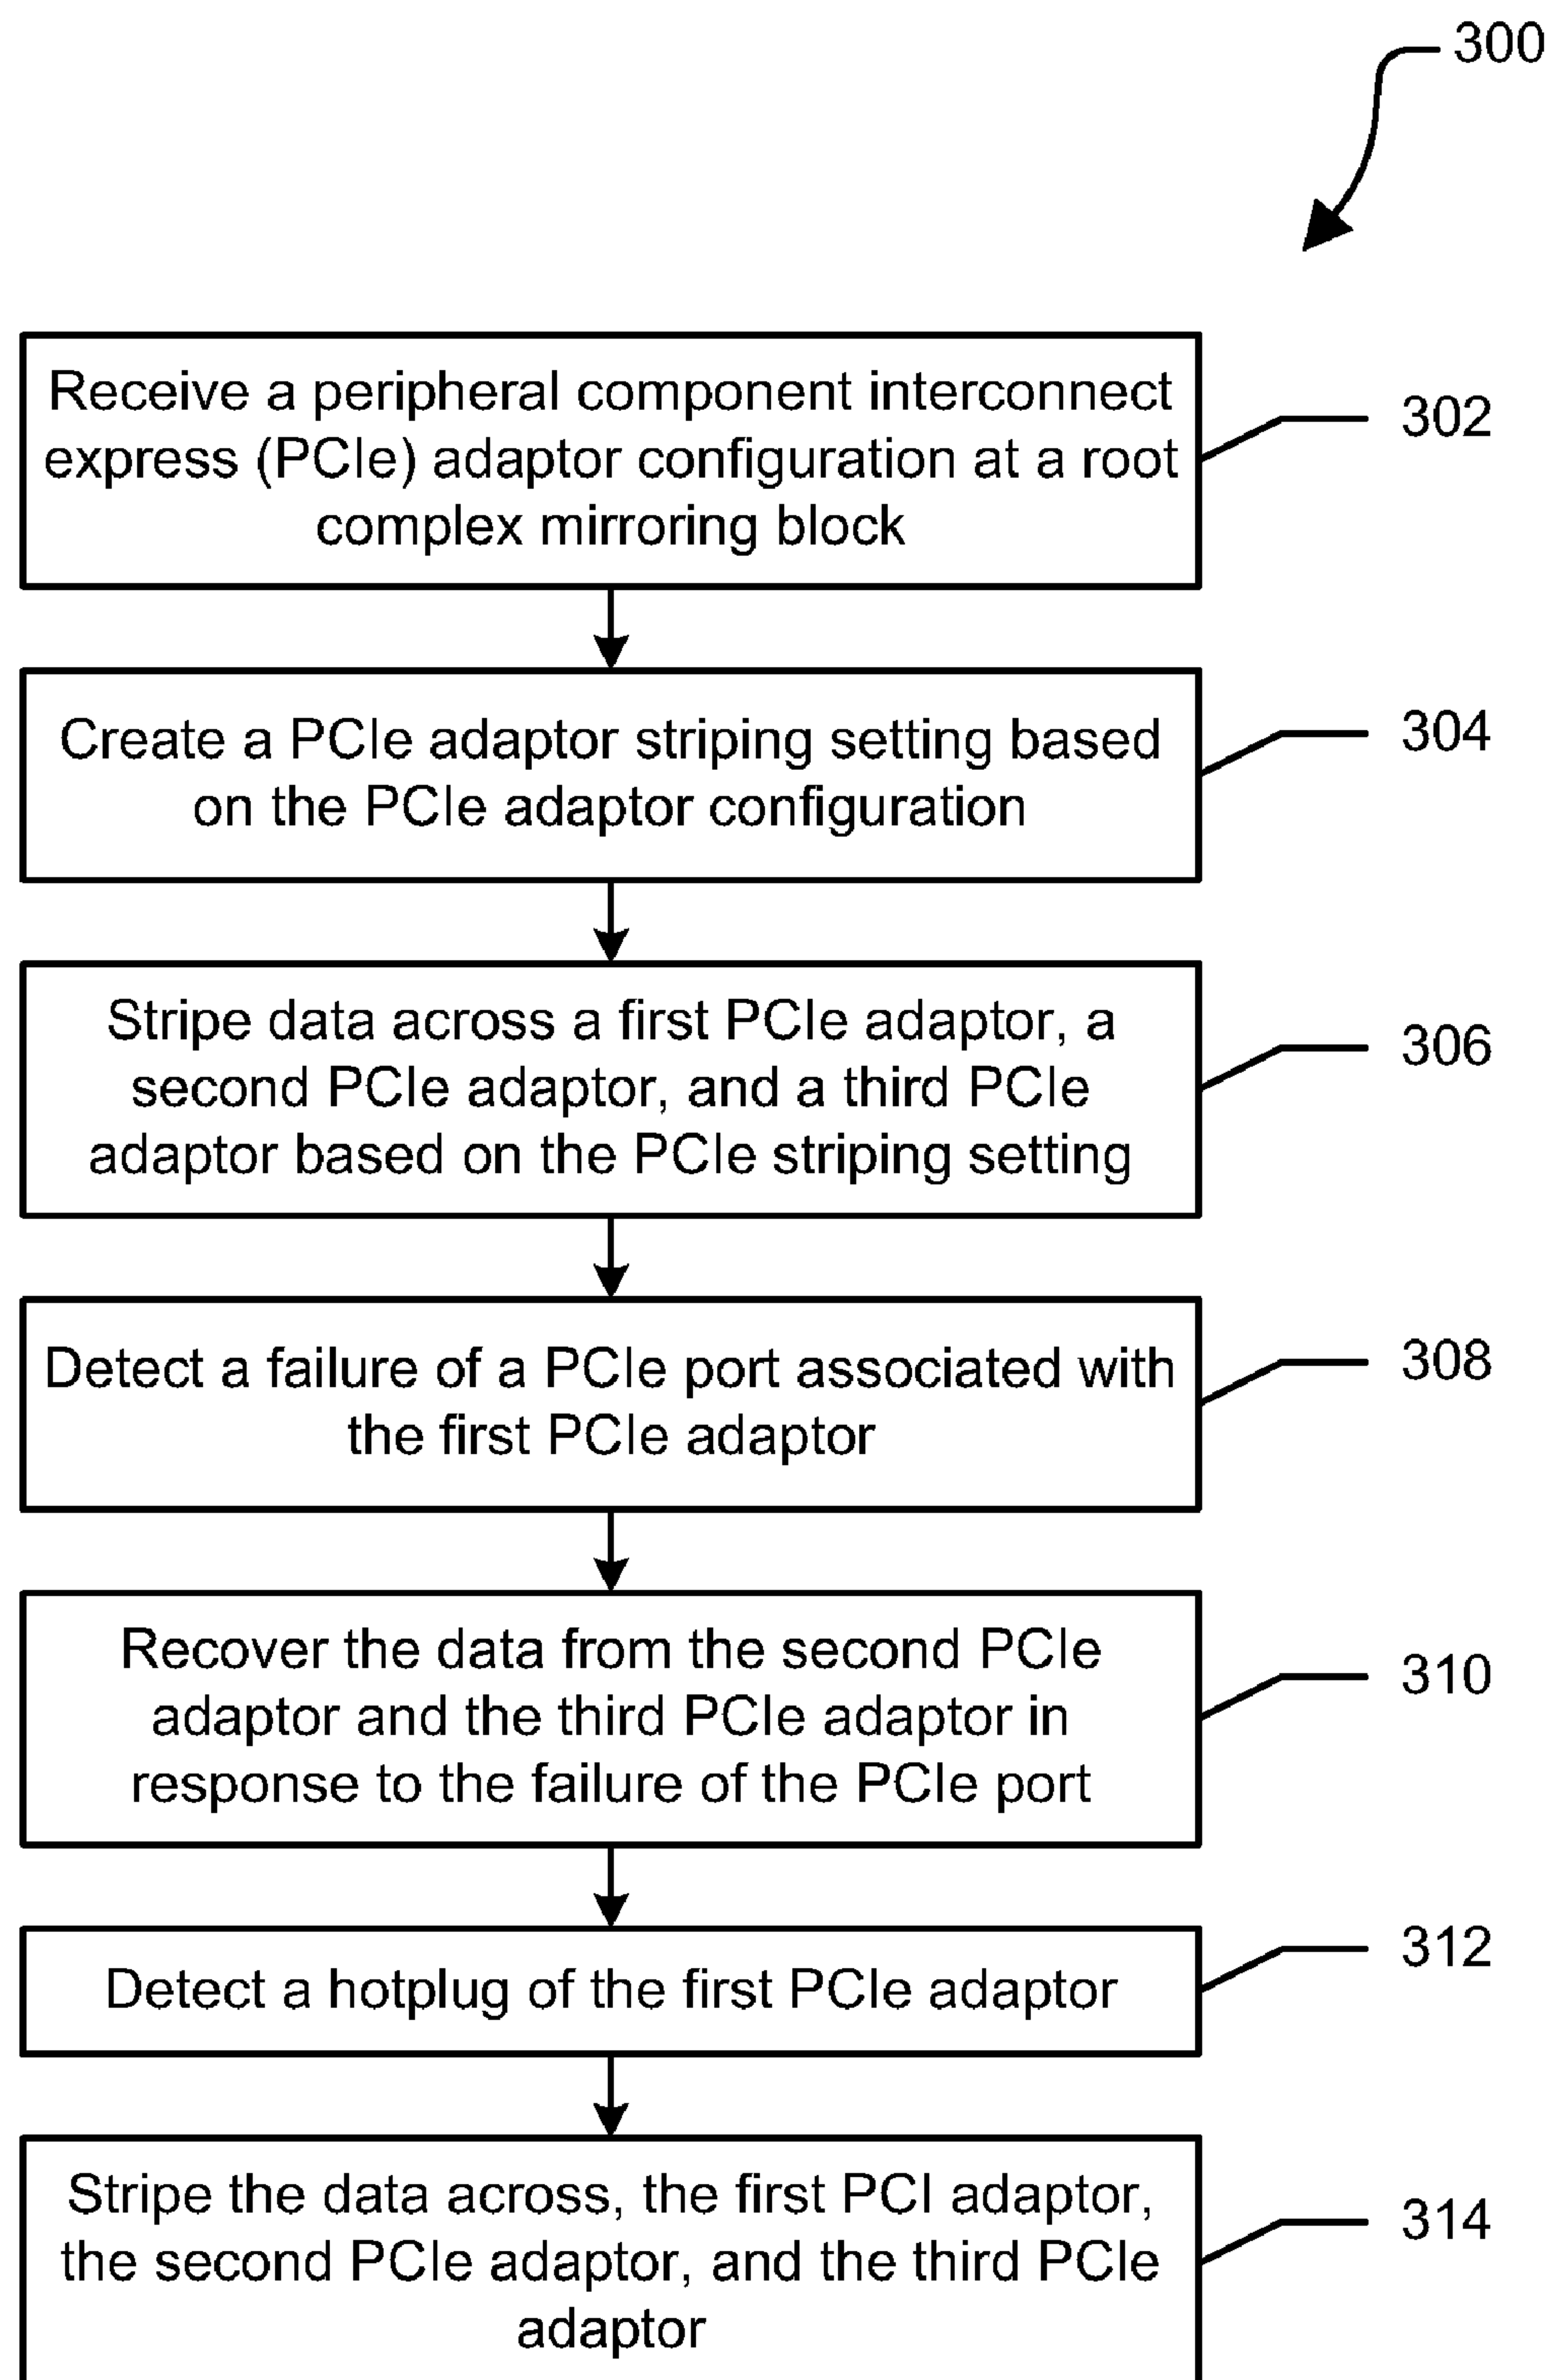 300
Receive a peripheral component interconnect
express (PCIe) adaptor configuration at a root
complex mirroring block
302
Create a PCIe adaptor striping setting based
on the PCIe adaptor configuration
304
Stripe data across a first PCIe adaptor, a
second PCIe adaptor, and a third PCIe
adaptor based on the PCIe striping setting
306
Detect a failure of a PCIe port associated with
the first PCIe adaptor
308
Recover the data from the second PCIe
adaptor and the third PCIe adaptor in
response to the failure of the PCIe port
310
Detect a hotplug of the first PCIe adaptor
312
Stripe the data across, the first PCI adaptor,
the second PCIe adaptor, and the third PCIe
adaptor
314